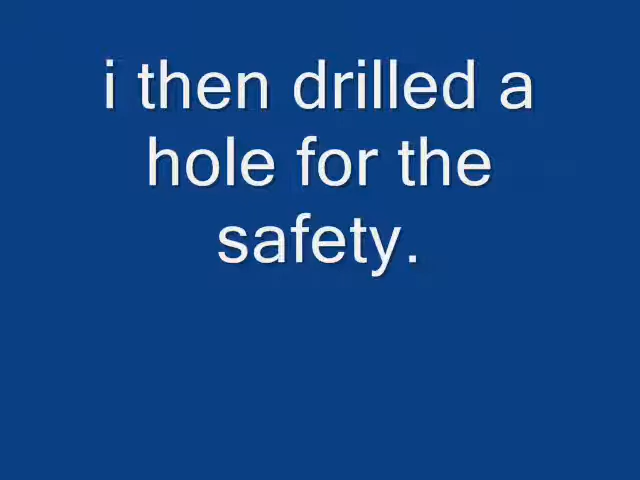 i then drilled a
hole for the
safety.